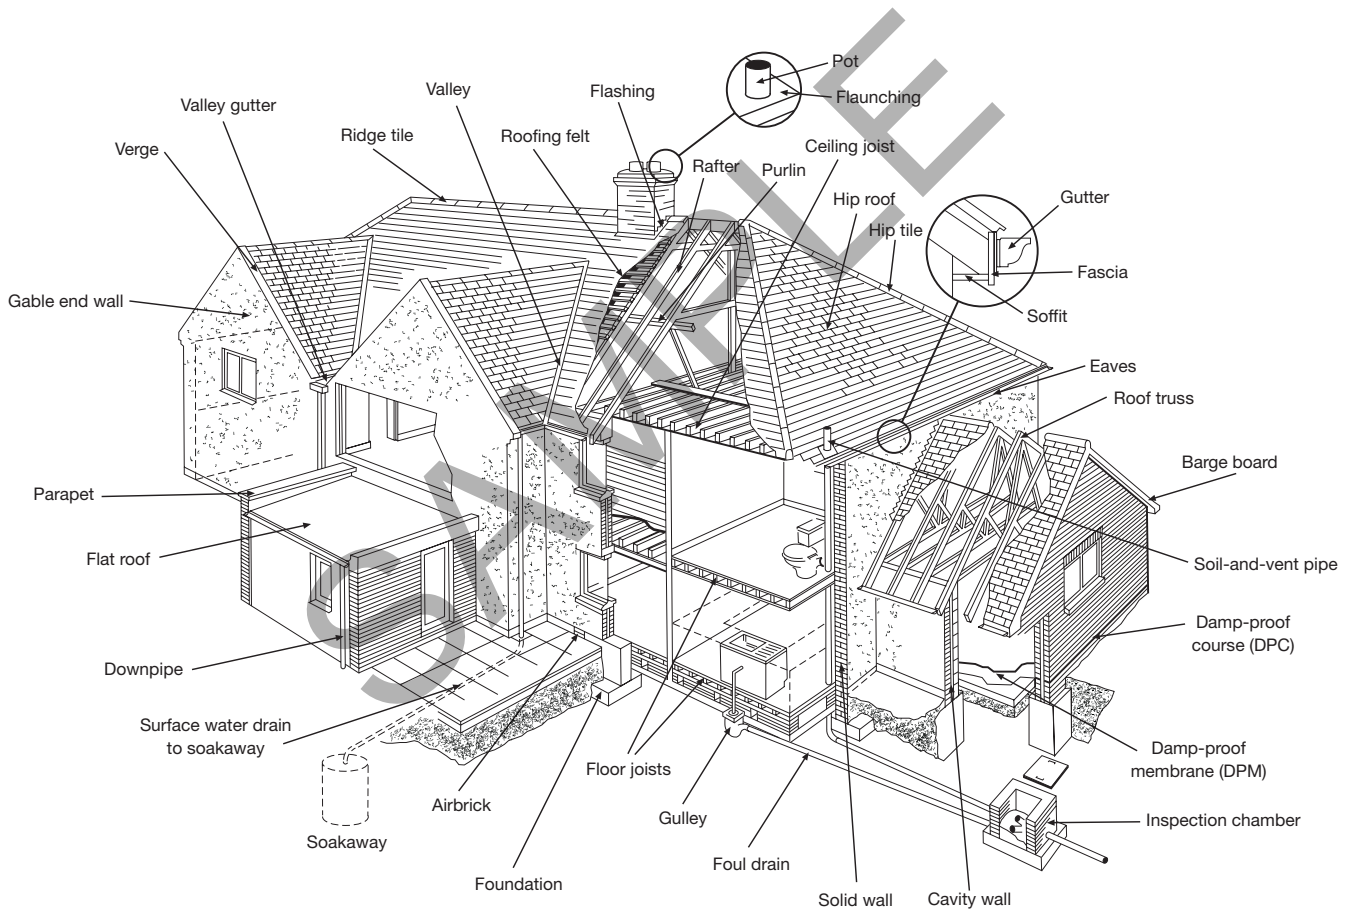 Pot
Flaunching
Valley
Flashing
Valley gutter
Roofing felt
Ridge tile
Verge
Ceiling joist
Rafter
Purlin
Hip roof
Hip tile
Gutter
Fascia
Soffit
Gable end wall
Eaves
Roof truss
Barge board
Parapet
Flat roof
Soil-and-vent pipe
Damp-proof
course (DPC)
Downpipe
Surface water drain
to soakaway
Damp-proof
membrane (DPM)
Floor joists
Airbrick
Gulley
Inspection chamber
Soakaway
Foul drain
Foundation
Solid wall
Cavity wall
SAMPLE